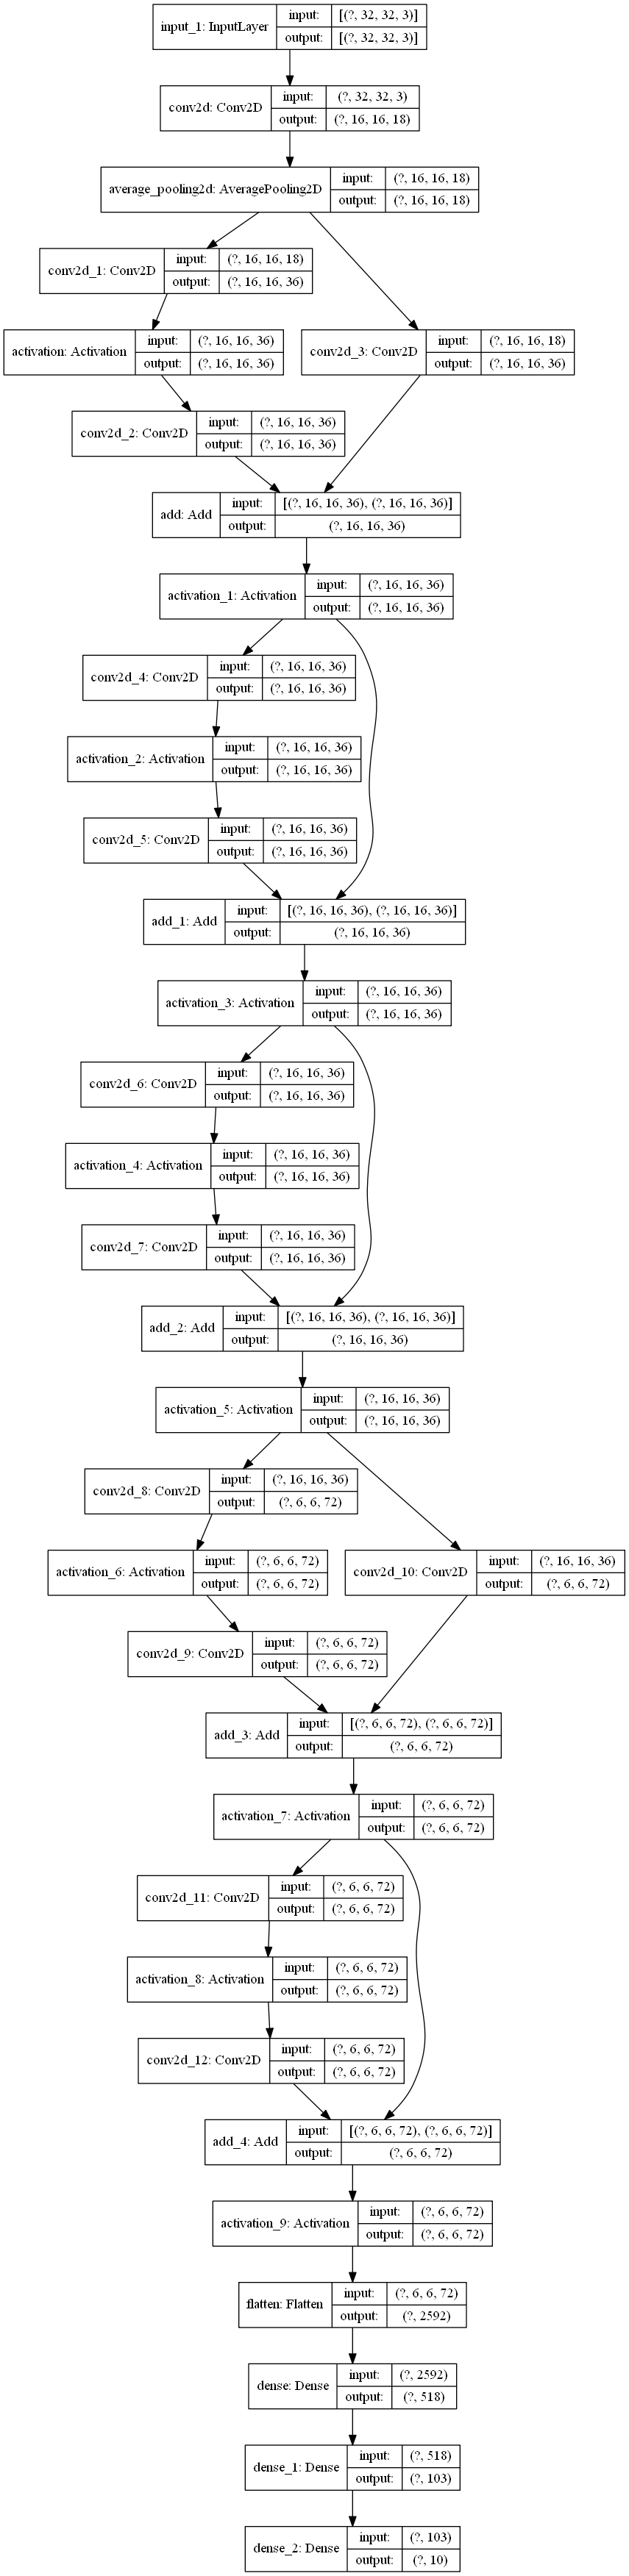 input_1: InputLayer
input:
[(?, 32, 32, 3)]
output:
[(?, 32, 32, 3)]
conv2d: Conv2D
input:
(?, 32, 32, 3)
output:
(?, 16, 16, 18)
average_pooling2d: AveragePooling2D
input:
(?, 16, 16, 18)
output:
(?, 16, 16, 18)
conv2d_1: Conv2D
input:
(?, 16, 16, 18)
output:
(?, 16, 16, 36)
activation: Activation
input:
(?, 16, 16, 36)
output:
(?, 16, 16, 36)
conv2d_3: Conv2D
input:
(?, 16, 16, 18)
output:
(?, 16, 16, 36)
conv2d_2: Conv2D
input:
(?, 16, 16, 36)
output:
(?, 16, 16, 36)
add: Add
input:
[(?, 16, 16, 36), (?, 16, 16, 36)]
output:
(?, 16, 16, 36)
activation_1: Activation
input:
(?, 16, 16, 36)
output:
(?, 16, 16, 36)
conv2d_4: Conv2D
input:
(?, 16, 16, 36)
output:
(?, 16, 16, 36)
activation_2: Activation
input:
(?, 16, 16, 36)
output:
(?, 16, 16, 36)
conv2d_5: Conv2D
input:
(?, 16, 16, 36)
output:
(?, 16, 16, 36)
add_1: Add
input:
[(?, 16, 16, 36), (?, 16, 16, 36)]
output:
(?, 16, 16, 36)
activation_3: Activation
input:
(?, 16, 16, 36)
output:
(?, 16, 16, 36)
conv2d_6: Conv2D
input:
(?, 16, 16, 36)
output:
(?, 16, 16, 36)
activation_4: Activation
input:
(?, 16, 16, 36)
output:
(?, 16, 16, 36)
conv2d_7: Conv2D
input:
(?, 16, 16, 36)
output:
(?, 16, 16, 36)
add_2: Add
input:
[(?, 16, 16, 36), (?, 16, 16, 36)]
output:
(?, 16, 16, 36)
activation_5: Activation
input:
(?, 16, 16, 36)
output:
(?, 16, 16, 36)
conv2d_8: Conv2D
input:
(?, 16, 16, 36)
output:
(?, 6, 6, 72)
activation_6: Activation
input:
(?, 6, 6, 72)
output:
(?, 6, 6, 72)
conv2d_10: Conv2D
input:
(?, 16, 16, 36)
output:
(?, 6, 6, 72)
conv2d_9: Conv2D
input:
(?, 6, 6, 72)
output:
(?, 6, 6, 72)
add_3: Add
input:
[(?, 6, 6, 72), (?, 6, 6, 72)]
output:
(?, 6, 6, 72)
activation_7: Activation
input:
(?, 6, 6, 72)
output:
(?, 6, 6, 72)
conv2d_11: Conv2D
input:
(?, 6, 6, 72)
output:
(?, 6, 6, 72)
activation_8: Activation
input:
(?, 6, 6, 72)
output:
(?, 6, 6, 72)
conv2d_12: Conv2D
input:
(?, 6, 6, 72)
output:
(?, 6, 6, 72)
add_4: Add
input:
[(?, 6, 6, 72), (?, 6, 6, 72)]
output:
(?, 6, 6, 72)
activation_9: Activation
input:
(?, 6, 6, 72)
output:
(?, 6, 6, 72)
flatten: Flatten
input:
(?, 6, 6, 72)
output:
(?, 2592)
dense: Dense
input:
(?, 2592)
output:
(?, 518)
dense_1: Dense
input:
(?, 518)
output:
(?, 103)
dense_2: Dense
input:
(?, 103)
output:
(?, 10)